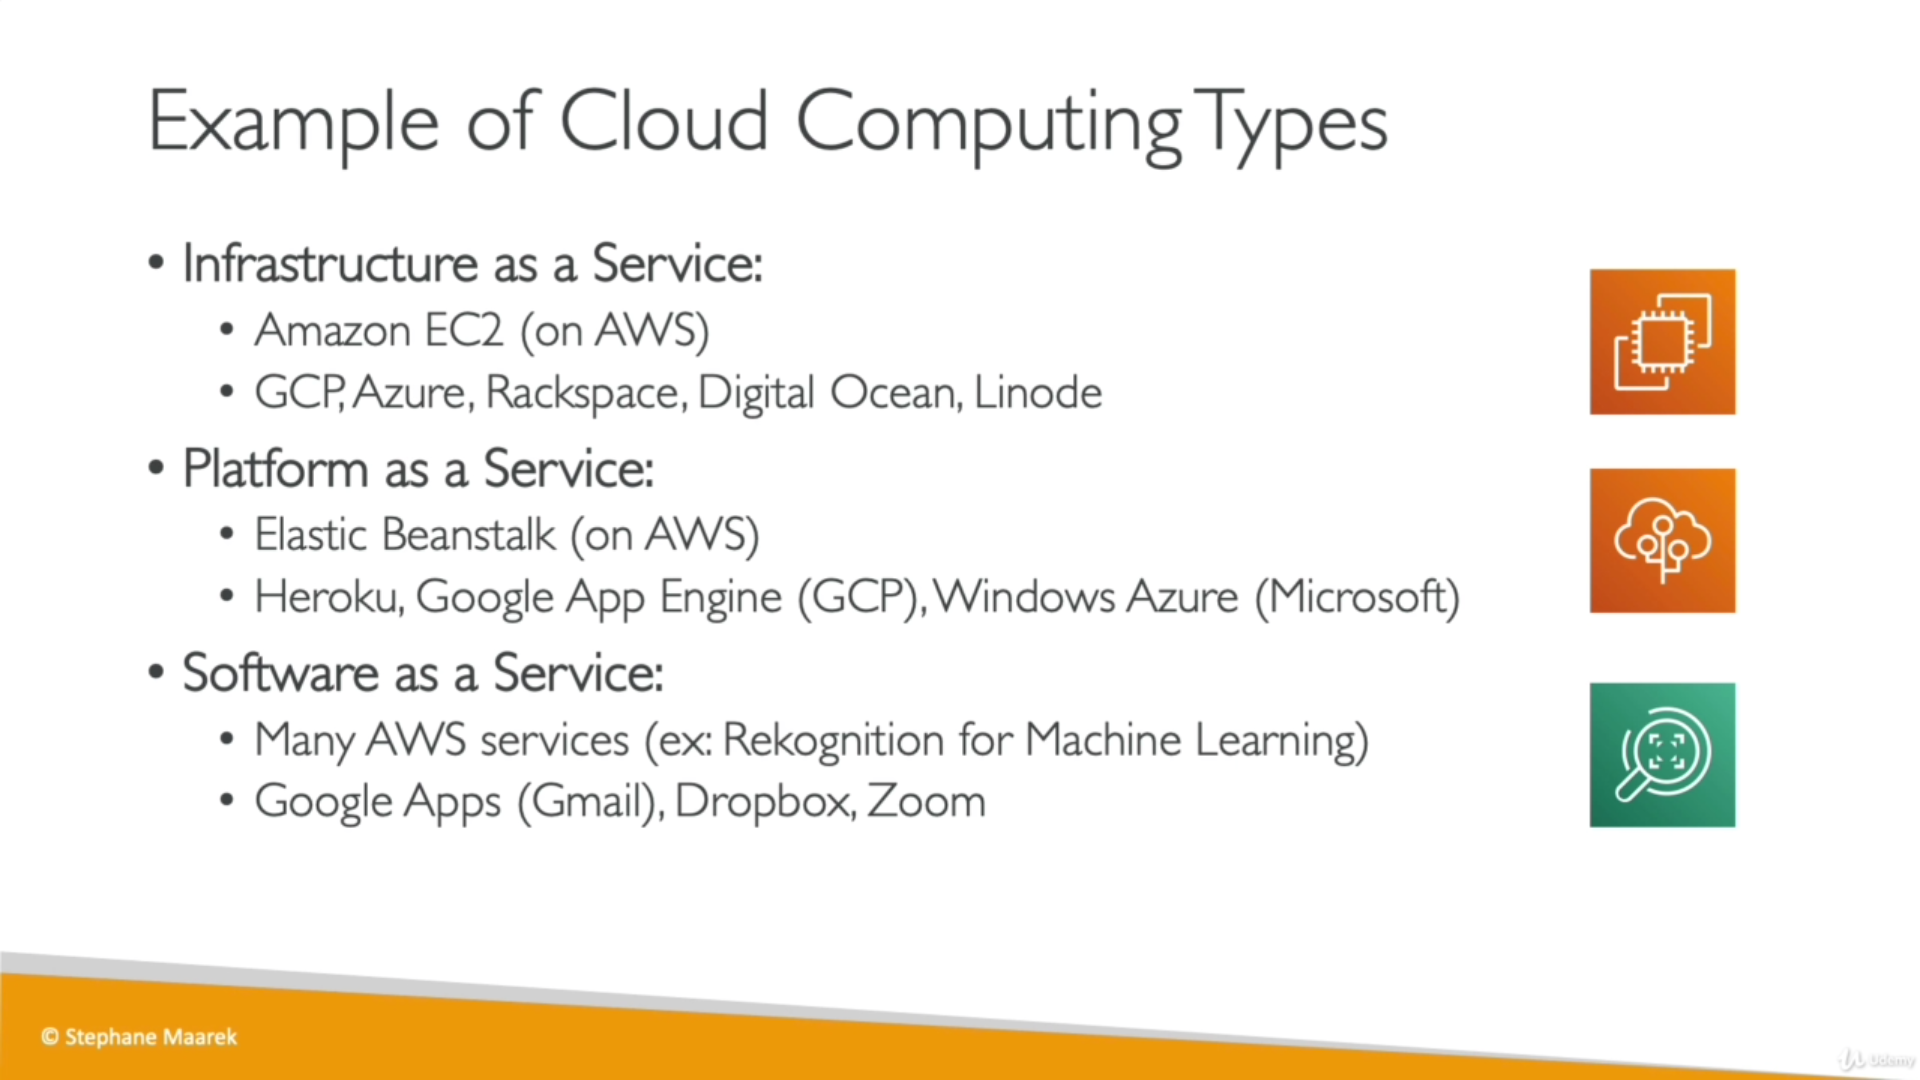 Example of Cloud Computing Types
• Infrastructure as a Service:
• Amazon EC2 (on AWS)
• GCP, Azure, Rackspace, Digital Ocean, Linode
• Platform as a Service:
• Elastic Beanstalk (on AWS)
• Heroku, Google App Engine (GCP), Windows Azure (Microsoft)
• Software as a Service:
• Many AWS services (ex: Rekognition for Machine Learning)
• Google Apps (Gmail), Dropbox, Zoom
© Stephane Maarek
Udemy